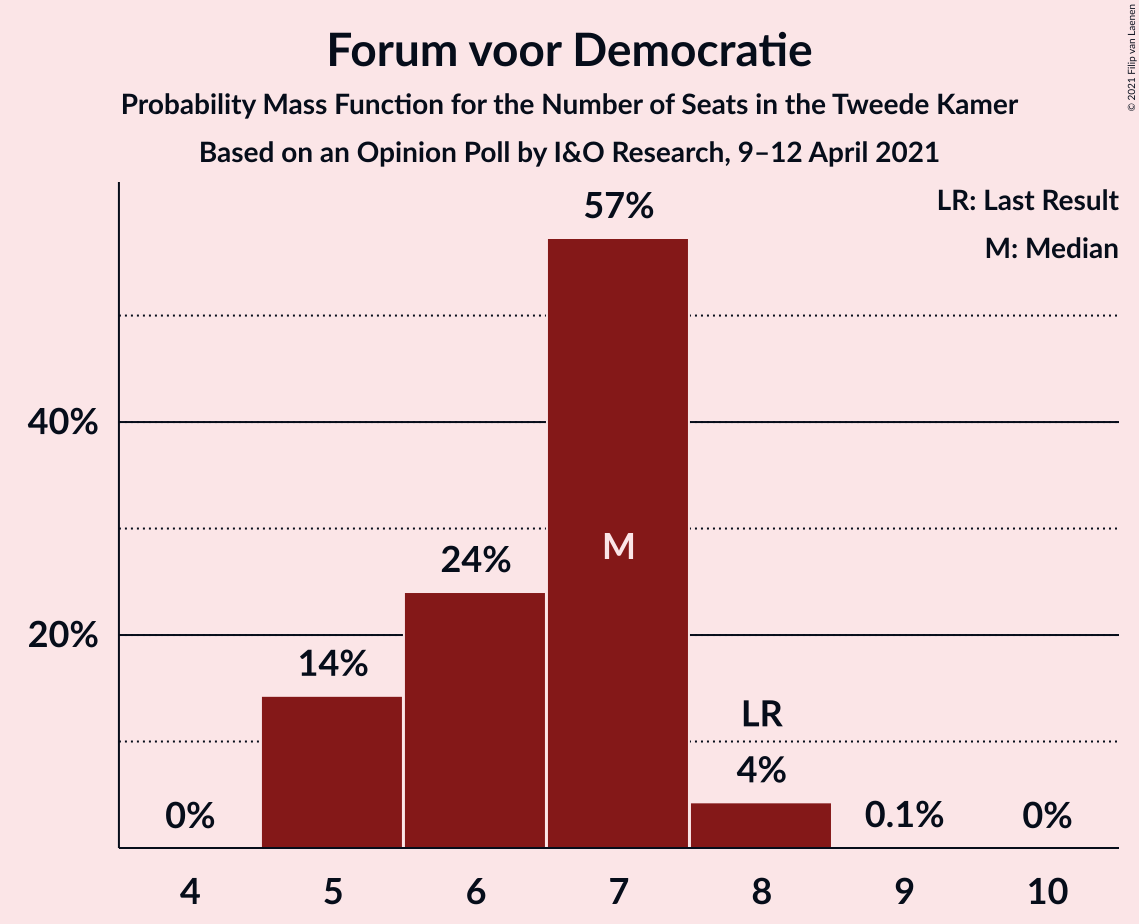 Forum voor Democratie
Probability Mass Function for the Number of Seats in the Tweede Kamer
Based on an Opinion Poll by I&O Research, 9–12 April 2021
© 2021 Filip van Laenen
LR: Last Result
M: Median
57%
40%
M
24%
20%
14%
LR
4%
0%
0.1%
0%
4 5 6 7 8 9 10